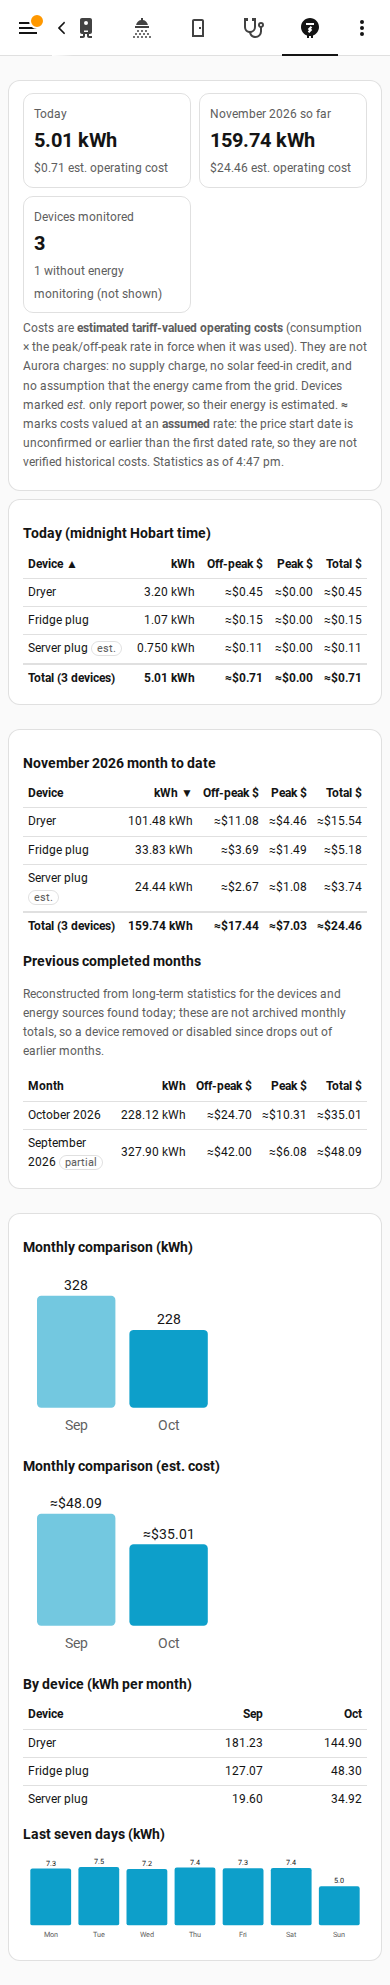 Today
5.01 kWh
$0.71 est. operating cost
November 2026 so far
159.74 kWh
$24.46 est. operating cost
Devices monitored
3
1 without energy
monitoring (not shown)
Costs are estimated tariff-valued operating costs (consumption
× the peak/off-peak rate in force when it was used). They are not
Aurora charges: no supply charge, no solar feed-in credit, and
no assumption that the energy came from the grid. Devices
marked est. only report power, so their energy is estimated. ≈
marks costs valued at an assumed rate: the price start date is
unconfirmed or earlier than the first dated rate, so they are not
verified historical costs. Statistics as of 4:47 pm.
Today (midnight Hobart time)
Device ▲ kWh Off-peak $ Peak $ Total $
Dryer 3.20 kWh ≈$0.45 ≈$0.00 ≈$0.45
Fridge plug 1.07 kWh ≈$0.15 ≈$0.00 ≈$0.15
Server plug est. 0.750 kWh ≈$0.11 ≈$0.00 ≈$0.11
Total (3 devices) 5.01 kWh ≈$0.71 ≈$0.00 ≈$0.71
November 2026 month to date
Device kWh ▼ Off-peak $ Peak $ Total $
Dryer 101.48 kWh ≈$11.08 ≈$4.46 ≈$15.54
Fridge plug 33.83 kWh ≈$3.69 ≈$1.49 ≈$5.18
Server plug
est. 24.44 kWh ≈$2.67 ≈$1.08 ≈$3.74
Total (3 devices) 159.74 kWh ≈$17.44 ≈$7.03 ≈$24.46
Previous completed months
Reconstructed from long-term statistics for the devices and
energy sources found today; these are not archived monthly
totals, so a device removed or disabled since drops out of
earlier months.
Month kWh Off-peak $ Peak $ Total $
October 2026 228.12 kWh ≈$24.70 ≈$10.31 ≈$35.01
September
2026 partial 327.90 kWh ≈$42.00 ≈$6.08 ≈$48.09
Monthly comparison (kWh)
328
228
Sep Oct
Monthly comparison (est. cost)
≈$48.09
≈$35.01
Sep Oct
By device (kWh per month)
Device Sep Oct
Dryer 181.23 144.90
Fridge plug 127.07 48.30
Server plug 19.60 34.92
Last seven days (kWh)
7.3 7.5 7.2 7.4 7.3 7.4 5.0
Mon Tue Wed Thu Fri Sat Sun